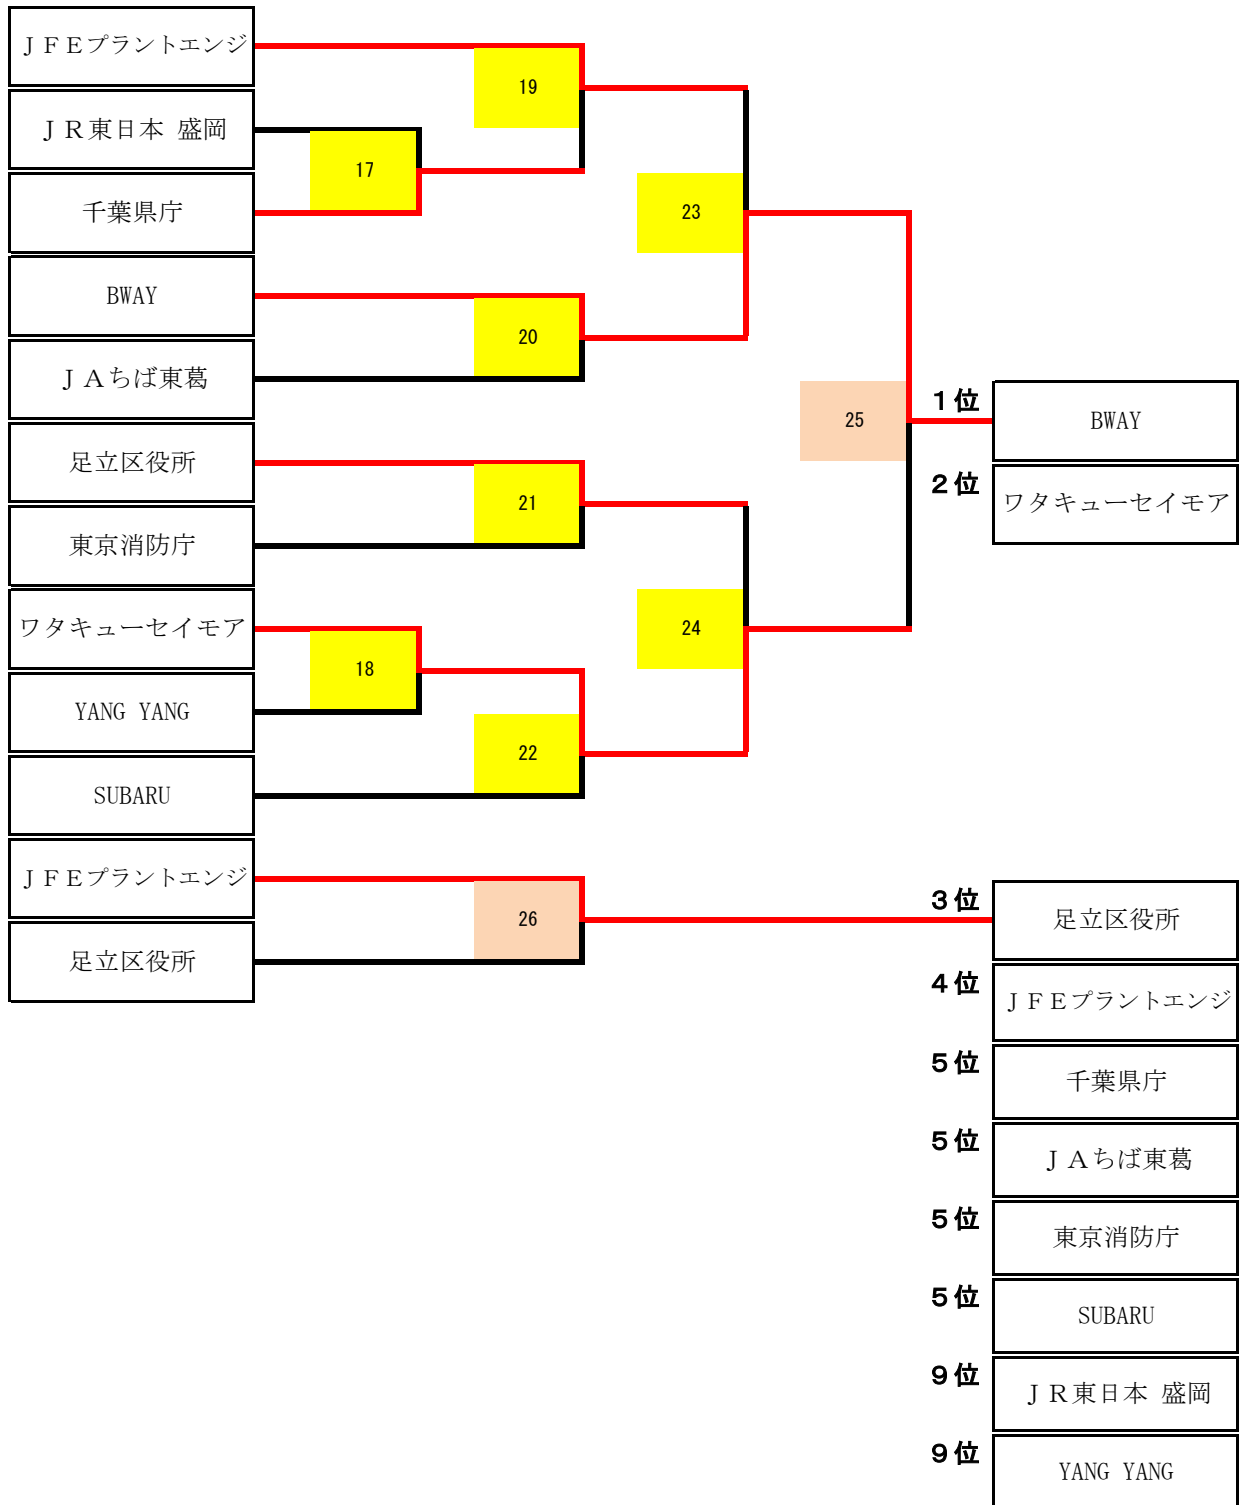 ＪＦＥプラントエンジ
19
ＪＲ東日本 盛岡
17
千葉県庁
23
BWAY
20
ＪＡちば東葛
25
1位
BWAY
足立区役所
21
2位
ワタキューセイモア
東京消防庁
ワタキューセイモア
24
18
YANG YANG
22
SUBARU
ＪＦＥプラントエンジ
26
3位
足立区役所
足立区役所
4位
ＪＦＥプラントエンジ
5位
千葉県庁
5位
ＪＡちば東葛
5位
東京消防庁
5位
SUBARU
9位
ＪＲ東日本 盛岡
9位
YANG YANG